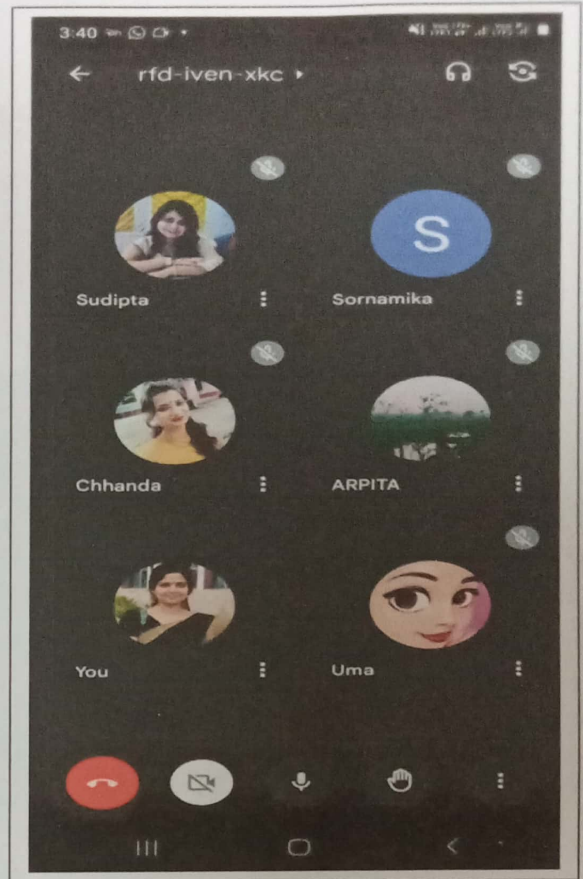 3:40
rfd-iven-xkc
S
Sudipta Sornamika
Chhanda ARPITA
You Uma